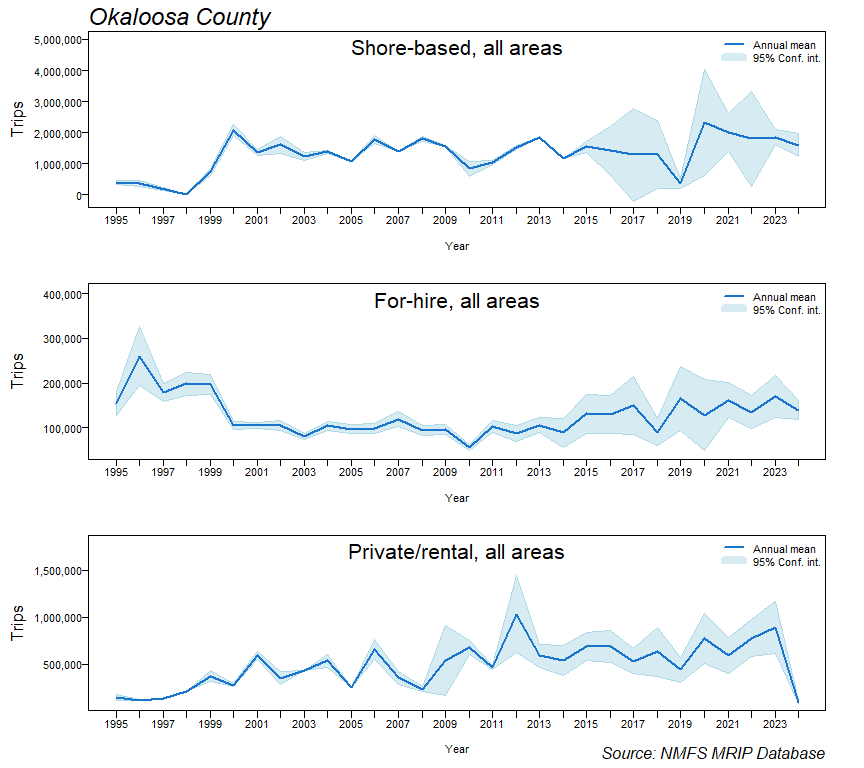 Okaloosa County
Shore-based, all areas
Annual mean
95% Conf. int.
Trips
5,000,000
4,000,000
3,000,000
2,000,000
1,000,000
0
1995 1997 1999 2001 2003 2005 2007 2009 2011 2013 2015 2017 2019 2021 2023
Year
For-hire, all areas
Annual mean
95% Conf. int.
Trips
400,000
300,000
200,000
100,000
1995 1997 1999 2001 2003 2005 2007 2009 2011 2013 2015 2017 2019 2021 2023
Year
Private/rental, all areas
Annual mean
95% Conf. int.
Trips
1,500,000
1,000,000
500,000
1995 1997 1999 2001 2003 2005 2007 2009 2011 2013 2015 2017 2019 2021 2023
Year
Source: NMFS MRIP Database